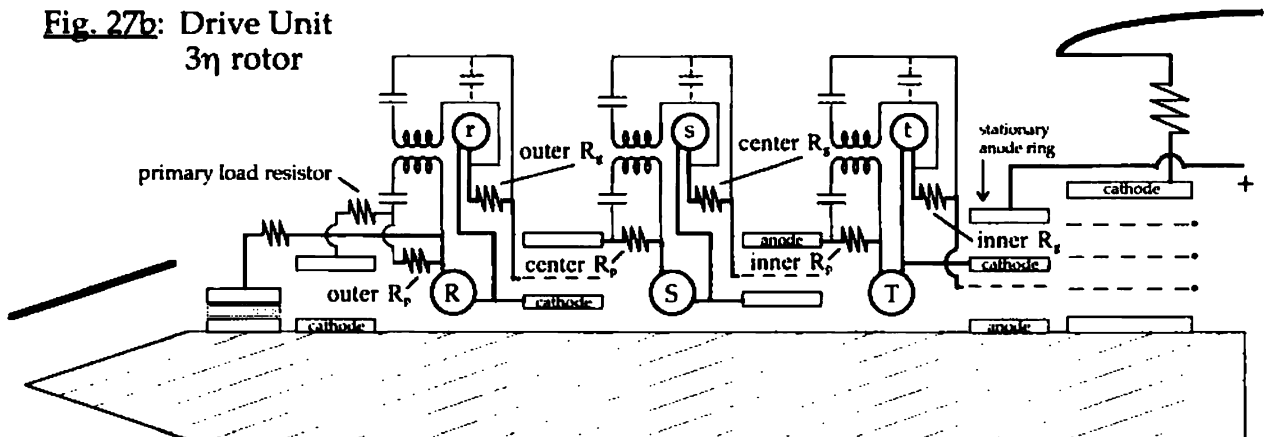 Fig. 27b: Drive Unit
3η rotor
r
s
t
outer Rg
center Rg
stationary
anode ring
primary load resistor
cathode
+
anode
inner Rg
center Rp
inner Rp
cathode
outer Rp
R
S
T
cathode
cathode
anode